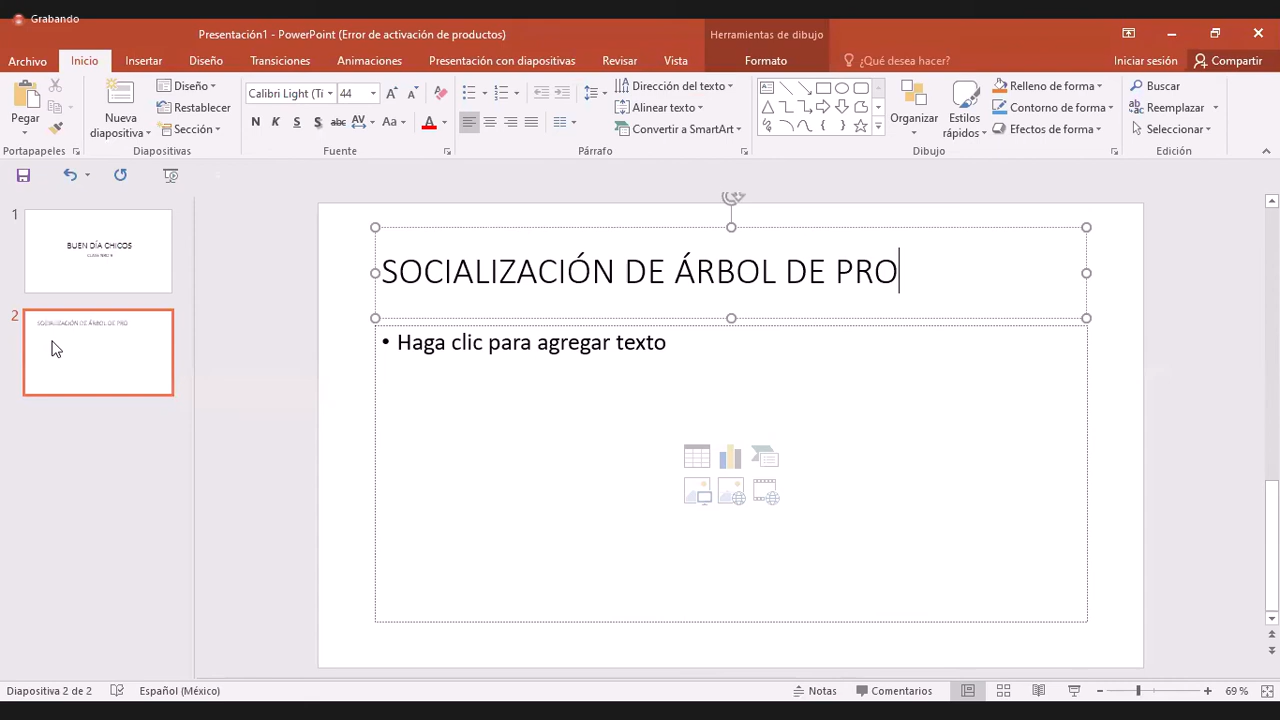 Grabando
Presentación1 - PowerPoint (Error de activación de productos)
Herramientas de dibujo
Archivo
Inicio
Insertar
Diseño
Transiciones
Animaciones
Presentación con diapositivas
Revisar
Vista
Formato
¿Qué desea hacer?
Iniciar sesión
Compartir
Pegar
Nueva
diapositiva
Diseño
Restablecer
Sección
Calibri Light (Tí
44
N
K
S
S
abc
AV
Aa
A
Dirección del texto
Alinear texto
Convertir a SmartArt
Organizar
Estilos
rápidos
Relleno de forma
Contorno de forma
Efectos de forma
Buscar
Reemplazar
Seleccionar
Portapapeles
Diapositivas
Fuente
Párrafo
Dibujo
Edición
1
BUEN DÍA CHICOS
2
SOCIALIZACIÓN DE ÁRBOL DE PRO
SOCIALIZACIÓN DE ÁRBOL DE PRO
• Haga clic para agregar texto
Diapositiva 2 de 2
Español (México)
Notas
Comentarios
69 %